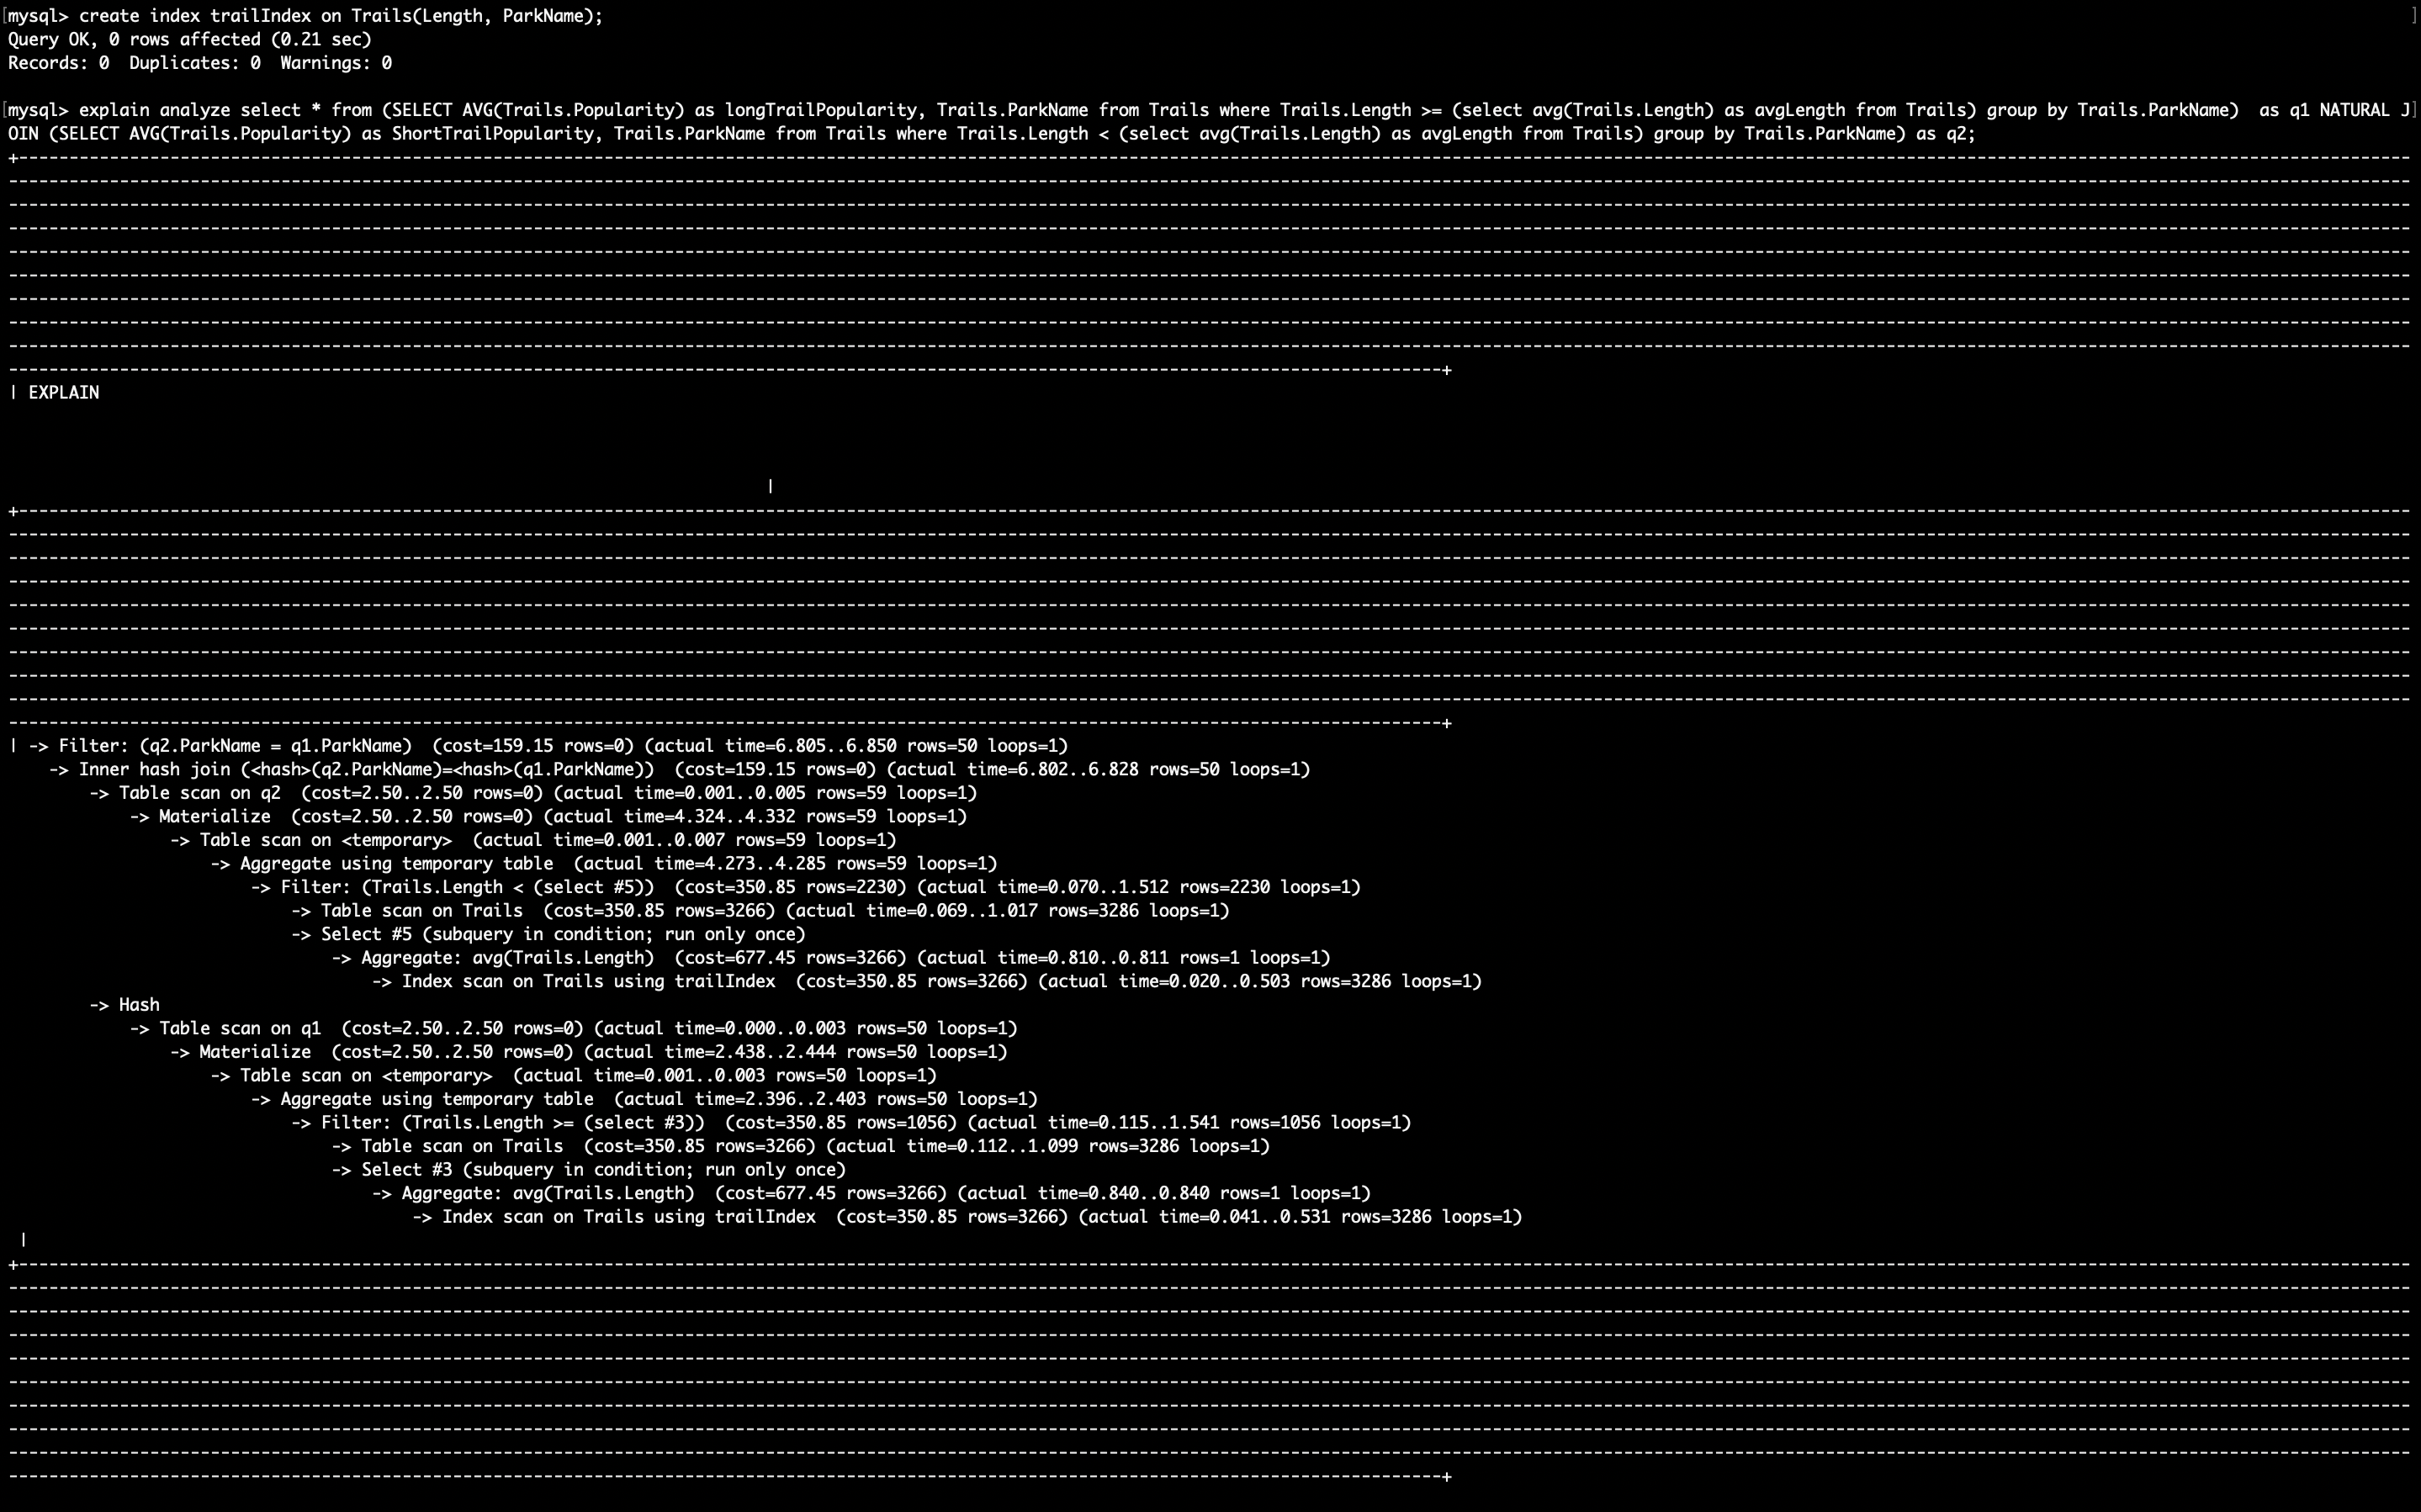 mysql> create index trailIndex on Trails(Length, ParkName);
Query OK, 0 rows affected (0.21 sec)
Records: 0  Duplicates: 0  Warnings: 0
mysql> explain analyze select * from (SELECT AVG(Trails.Popularity) as longTrailPopularity, Trails.ParkName from Trails where Trails.Length >= (select avg(Trails.Length) as avgLength from Trails) group by Trails.ParkName)  as q1 NATURAL J
OIN (SELECT AVG(Trails.Popularity) as ShortTrailPopularity, Trails.ParkName from Trails where Trails.Length < (select avg(Trails.Length) as avgLength from Trails) group by Trails.ParkName) as q2;
| EXPLAIN
|
| -> Filter: (q2.ParkName = q1.ParkName)  (cost=159.15 rows=0) (actual time=6.805..6.850 rows=50 loops=1)
    -> Inner hash join (<hash>(q2.ParkName)=<hash>(q1.ParkName))  (cost=159.15 rows=0) (actual time=6.802..6.828 rows=50 loops=1)
        -> Table scan on q2  (cost=2.50..2.50 rows=0) (actual time=0.001..0.005 rows=59 loops=1)
            -> Materialize  (cost=2.50..2.50 rows=0) (actual time=4.324..4.332 rows=59 loops=1)
                -> Table scan on <temporary>  (actual time=0.001..0.007 rows=59 loops=1)
                    -> Aggregate using temporary table  (actual time=4.273..4.285 rows=59 loops=1)
                        -> Filter: (Trails.Length < (select #5))  (cost=350.85 rows=2230) (actual time=0.070..1.512 rows=2230 loops=1)
                            -> Table scan on Trails  (cost=350.85 rows=3266) (actual time=0.069..1.017 rows=3286 loops=1)
                            -> Select #5 (subquery in condition; run only once)
                                -> Aggregate: avg(Trails.Length)  (cost=677.45 rows=3266) (actual time=0.810..0.811 rows=1 loops=1)
                                    -> Index scan on Trails using trailIndex  (cost=350.85 rows=3266) (actual time=0.020..0.503 rows=3286 loops=1)
        -> Hash
            -> Table scan on q1  (cost=2.50..2.50 rows=0) (actual time=0.000..0.003 rows=50 loops=1)
                -> Materialize  (cost=2.50..2.50 rows=0) (actual time=2.438..2.444 rows=50 loops=1)
                    -> Table scan on <temporary>  (actual time=0.001..0.003 rows=50 loops=1)
                        -> Aggregate using temporary table  (actual time=2.396..2.403 rows=50 loops=1)
                            -> Filter: (Trails.Length >= (select #3))  (cost=350.85 rows=1056) (actual time=0.115..1.541 rows=1056 loops=1)
                                -> Table scan on Trails  (cost=350.85 rows=3266) (actual time=0.112..1.099 rows=3286 loops=1)
                                -> Select #3 (subquery in condition; run only once)
                                    -> Aggregate: avg(Trails.Length)  (cost=677.45 rows=3266) (actual time=0.840..0.840 rows=1 loops=1)
                                        -> Index scan on Trails using trailIndex  (cost=350.85 rows=3266) (actual time=0.041..0.531 rows=3286 loops=1)
 |